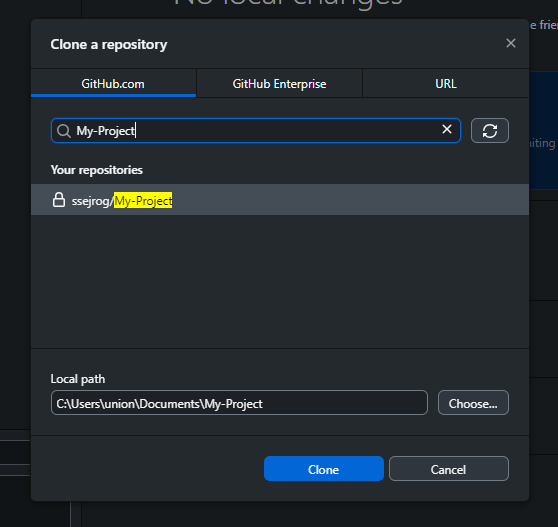 No local changes
e frien
Clone a repository
GitHub.com
GitHub Enterprise
URL
My-Project
iting
Your repositories
ssejrog/My-Project
Local path
C:\Users\union\Documents\My-Project
Choose...
Clone
Cancel